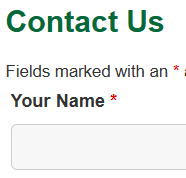 Contact Us
Fields marked with an *
Your Name *